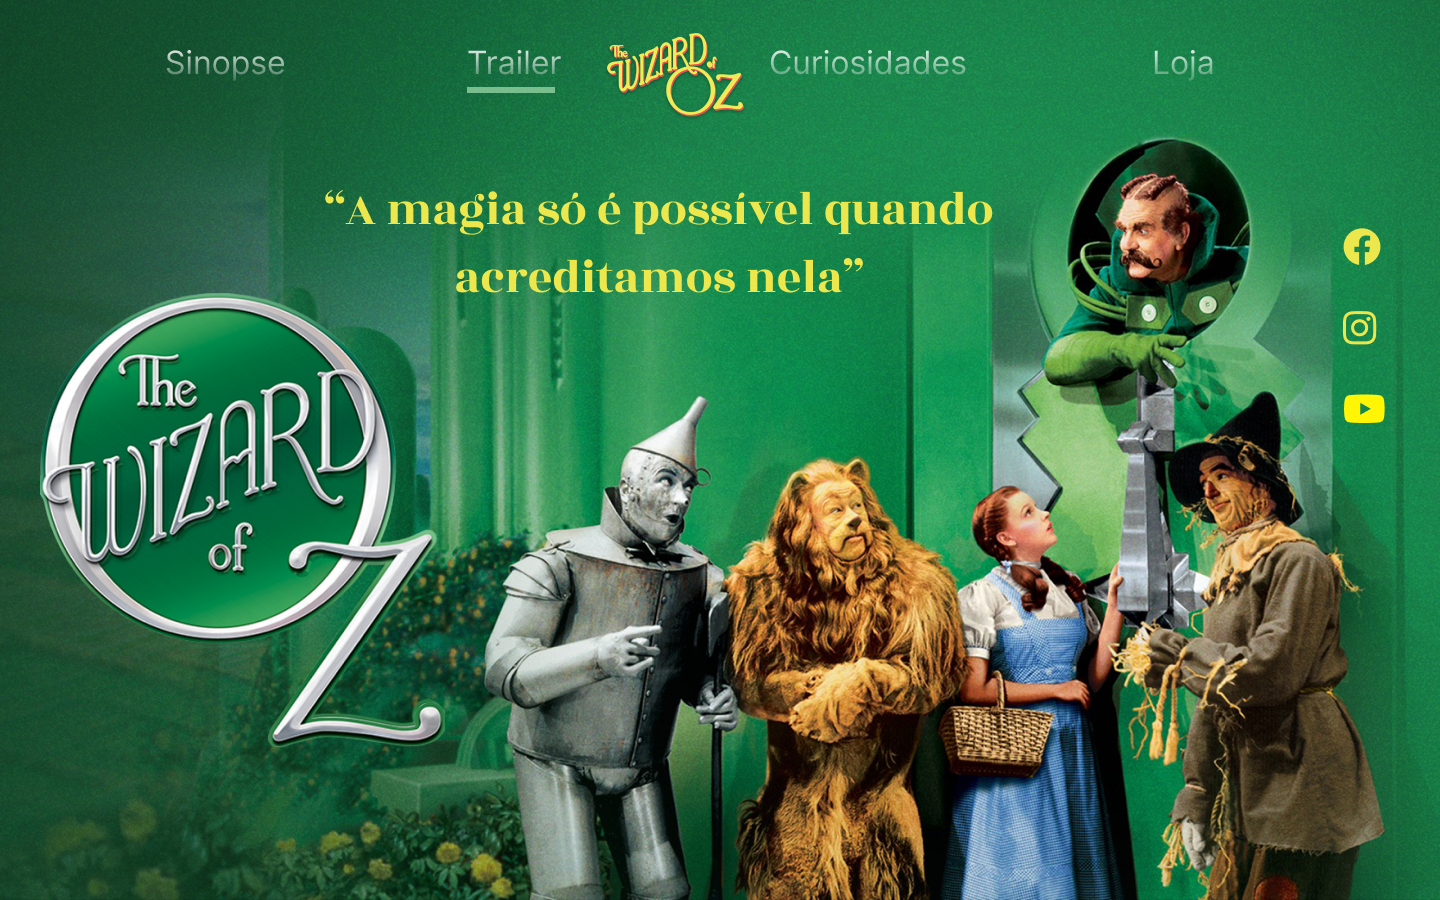 Sinopse
Trailer
The
WIZARD
of
OZ
Curiosidades
Loja
“A magia só é possível quando
acreditamos nela”
The
WIZARD
of
OZ